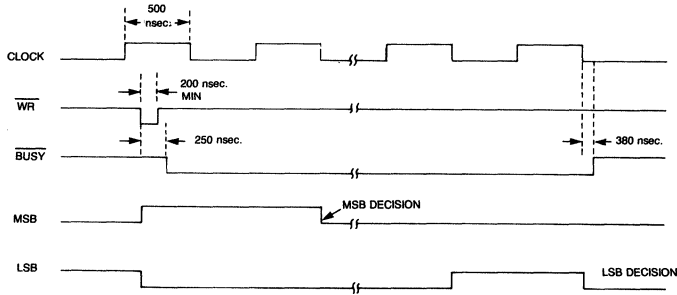 500
nsec.
CLOCK
200 nsec.
MIN
WR
250 nsec.
380 nsec.
BUSY
MSB DECISION
MSB
LSB
LSB DECISION